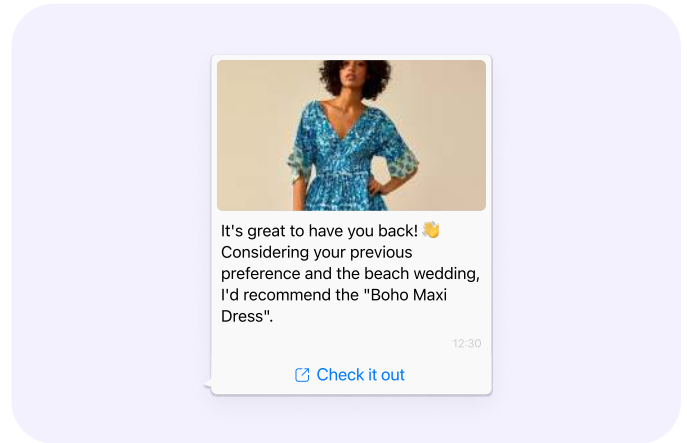 It's great to have you back! 👋
Considering your previous
preference and the beach wedding,
I'd recommend the "Boho Maxi
Dress".
12:30
Check it out